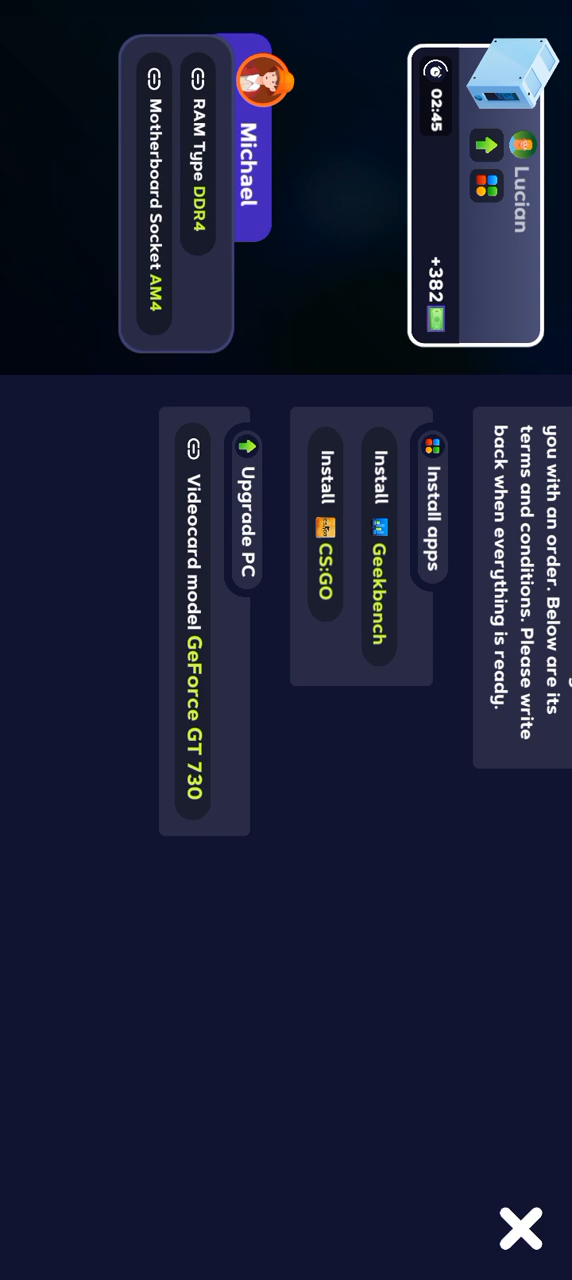 Lucian
02:45
+382
Michael
RAM Type DDR4
Motherboard Socket AM4
you with an order. Below are its
terms and conditions. Please write
back when everything is ready.
Install apps
Install Geekbench
Install CS:GO
Upgrade PC
Videocard model GeForce GT 730